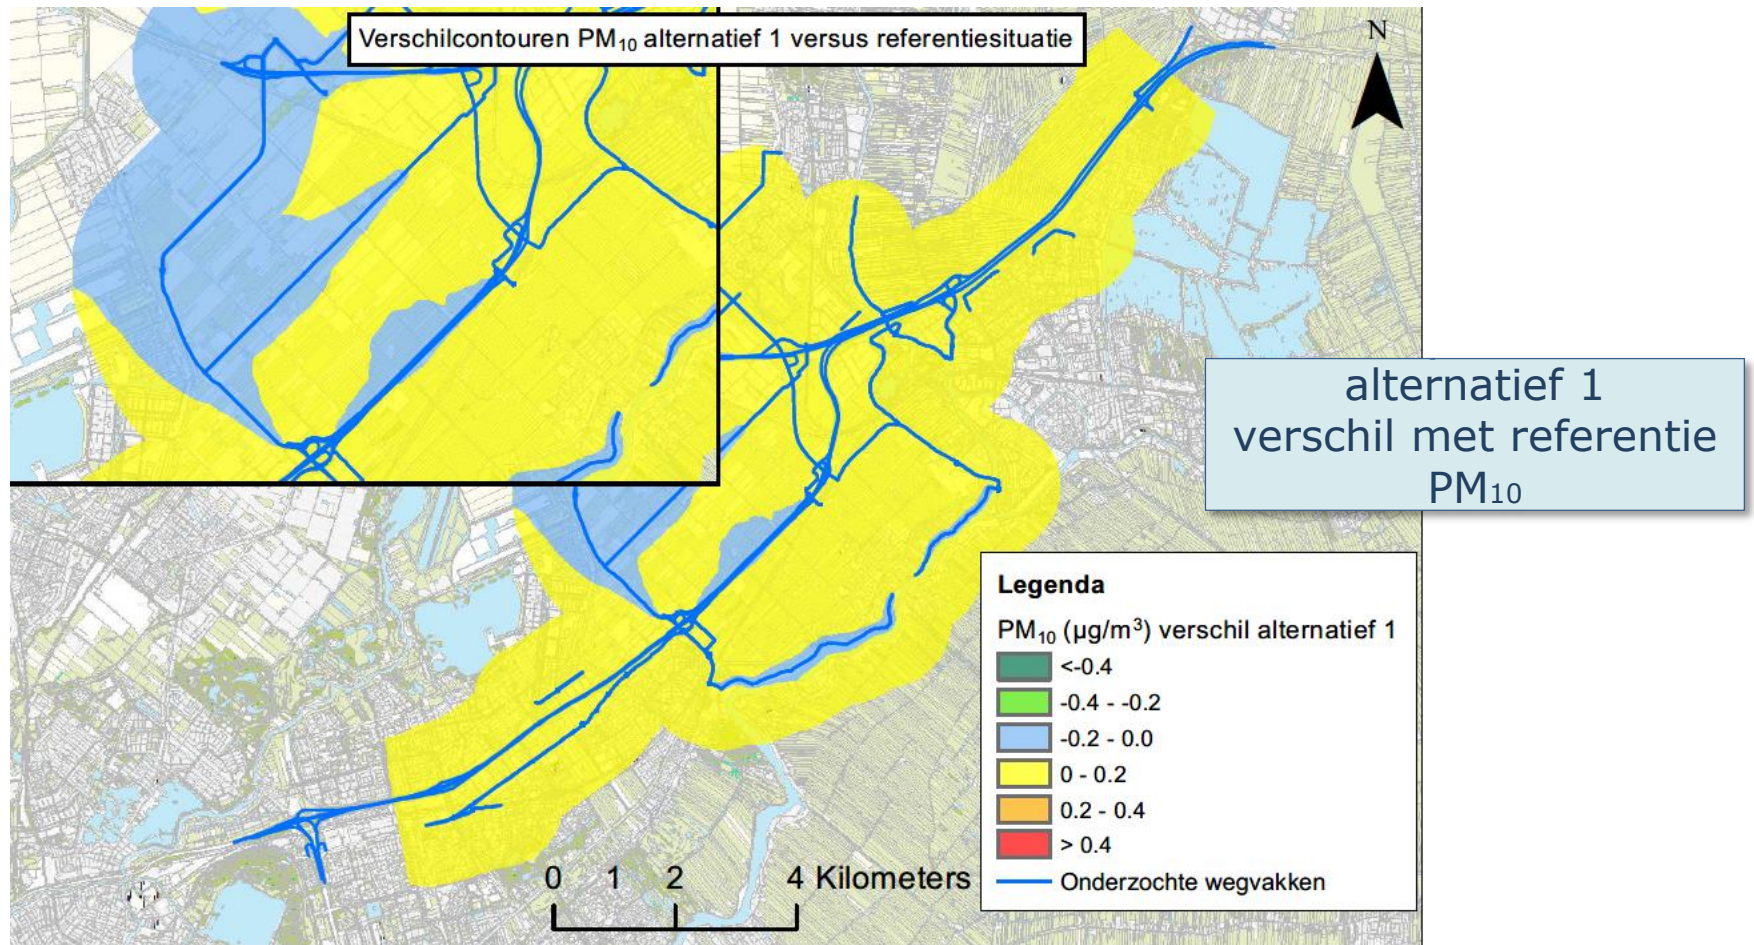 Verschilcontouren PM₁₀ alternatief 1 versus referentiesituatie
N
alternatief 1
verschil met referentie
PM₁₀
Legenda
PM₁₀ (µg/m³) verschil alternatief 1
<-0.4
-0.4 - -0.2
-0.2 - 0.0
0 - 0.2
0.2 - 0.4
> 0.4
Onderzochte wegvakken
0 1 2 4 Kilometers